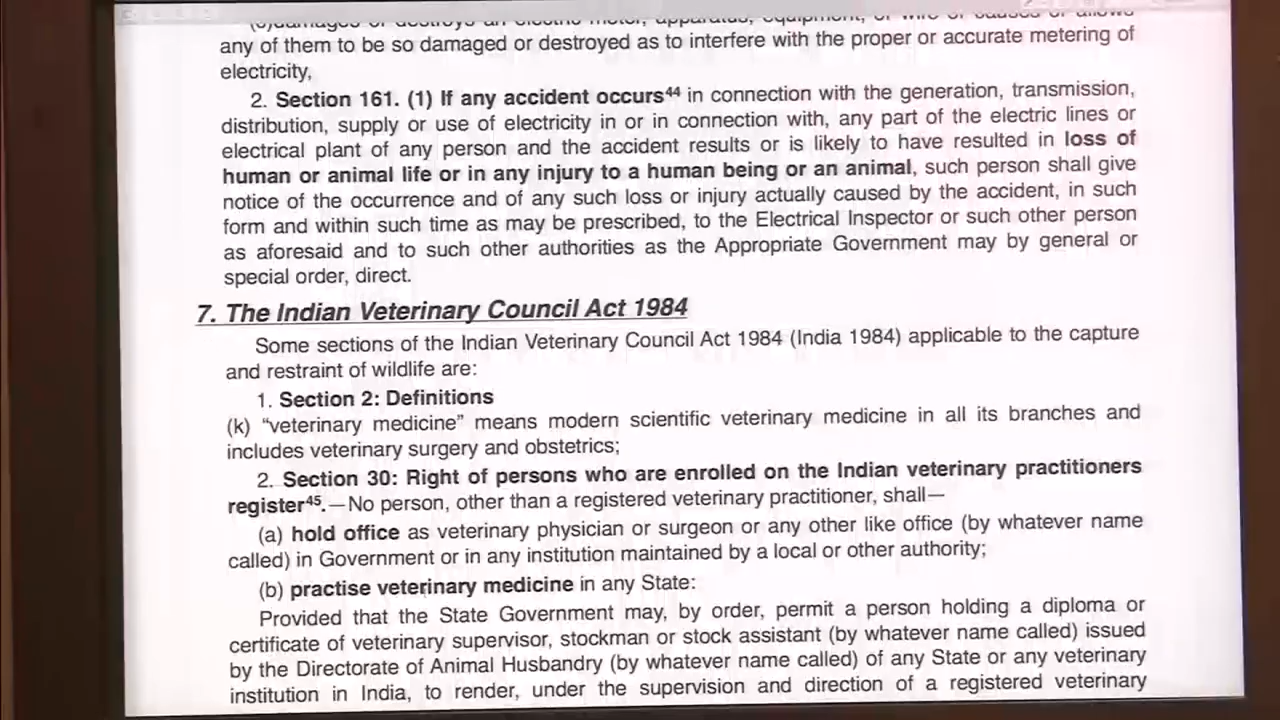 (c)damages or destroys an electric meter, apparatus, equipment, or wire or causes or allows
any of them to be so damaged or destroyed as to interfere with the proper or accurate metering of
electricity,
2. Section 161. (1) If any accident occurs⁴⁴ in connection with the generation, transmission,
distribution, supply or use of electricity in or in connection with, any part of the electric lines or
electrical plant of any person and the accident results or is likely to have resulted in loss of
human or animal life or in any injury to a human being or an animal, such person shall give
notice of the occurrence and of any such loss or injury actually caused by the accident, in such
form and within such time as may be prescribed, to the Electrical Inspector or such other person
as aforesaid and to such other authorities as the Appropriate Government may by general or
special order, direct.
7. The Indian Veterinary Council Act 1984
Some sections of the Indian Veterinary Council Act 1984 (India 1984) applicable to the capture
and restraint of wildlife are:
1. Section 2: Definitions
(k) “veterinary medicine” means modern scientific veterinary medicine in all its branches and
includes veterinary surgery and obstetrics;
2. Section 30: Right of persons who are enrolled on the Indian veterinary practitioners
register⁴⁵.—No person, other than a registered veterinary practitioner, shall—
(a) hold office as veterinary physician or surgeon or any other like office (by whatever name
called) in Government or in any institution maintained by a local or other authority;
(b) practise veterinary medicine in any State:
Provided that the State Government may, by order, permit a person holding a diploma or
certificate of veterinary supervisor, stockman or stock assistant (by whatever name called) issued
by the Directorate of Animal Husbandry (by whatever name called) of any State or any veterinary
institution in India, to render, under the supervision and direction of a registered veterinary